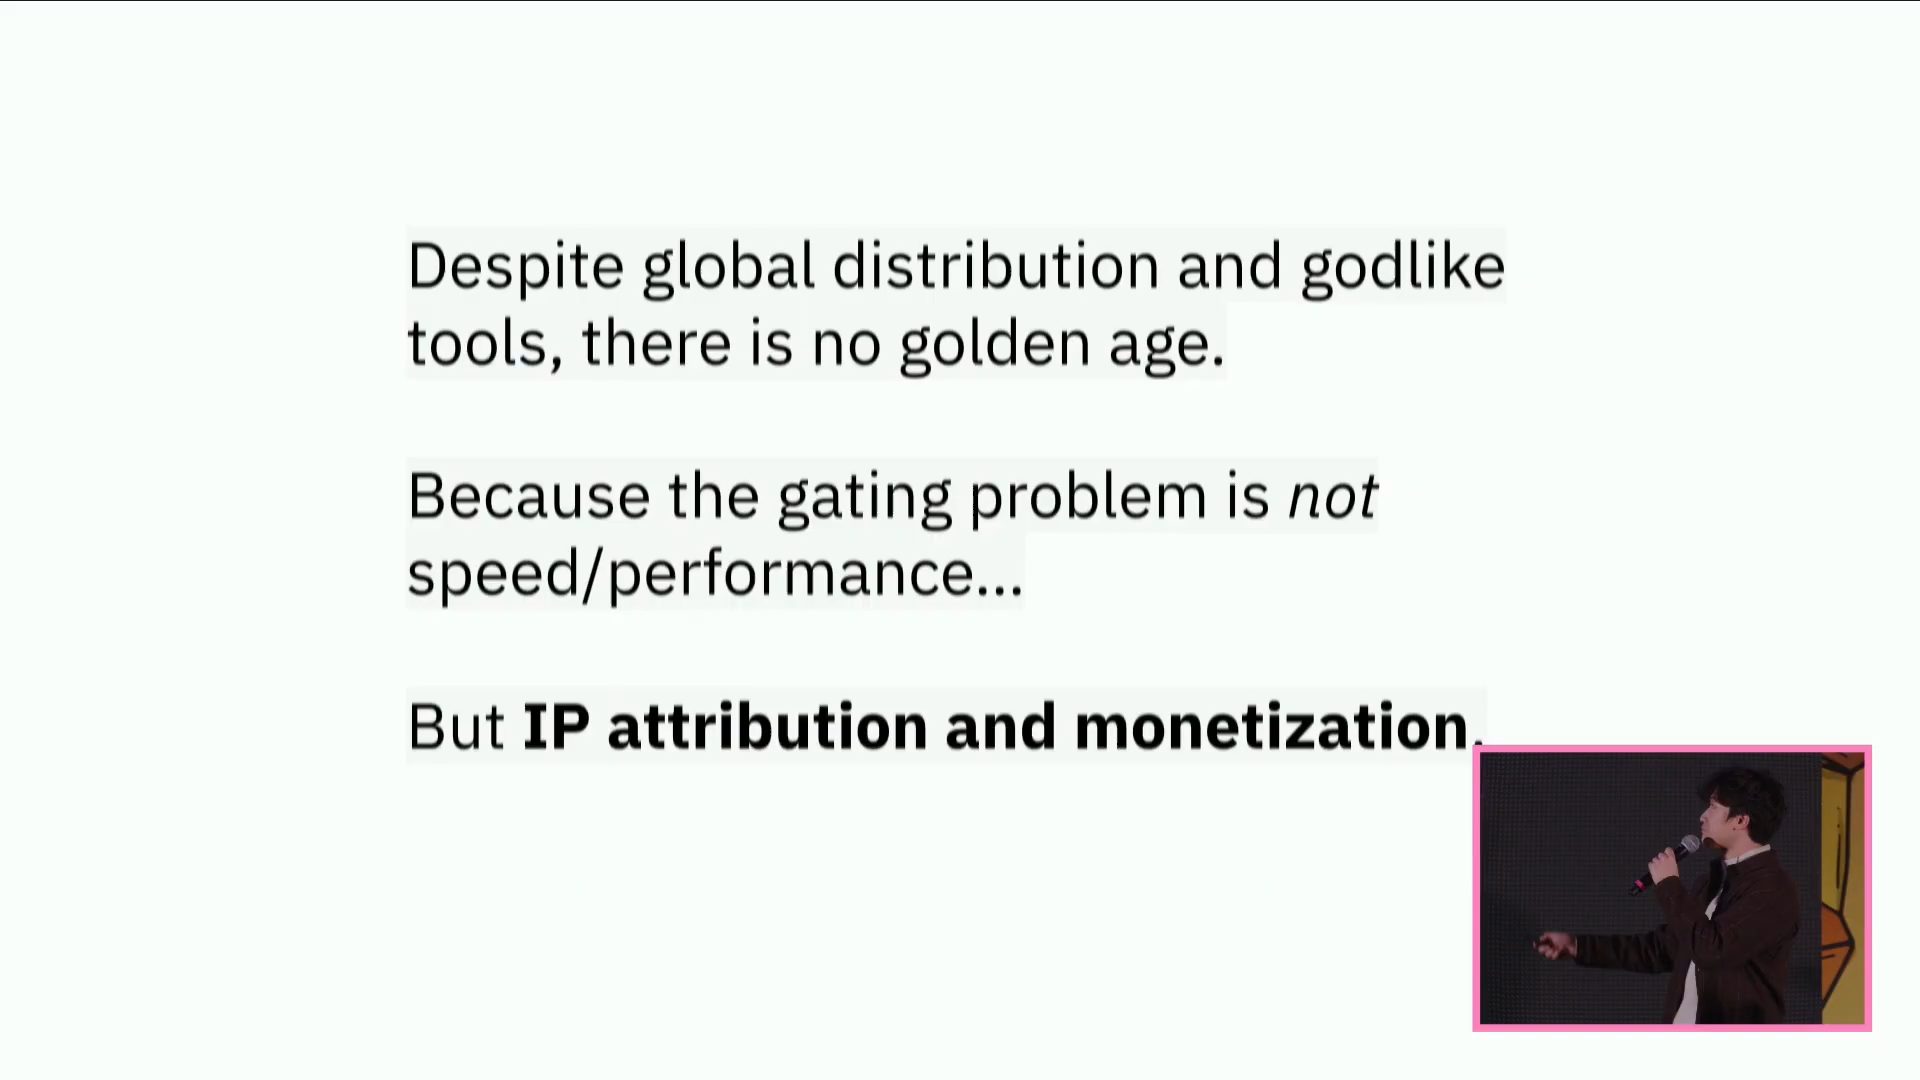 Despite global distribution and godlike
tools, there is no golden age.
Because the gating problem is not
speed/performance...
But IP attribution and monetization.